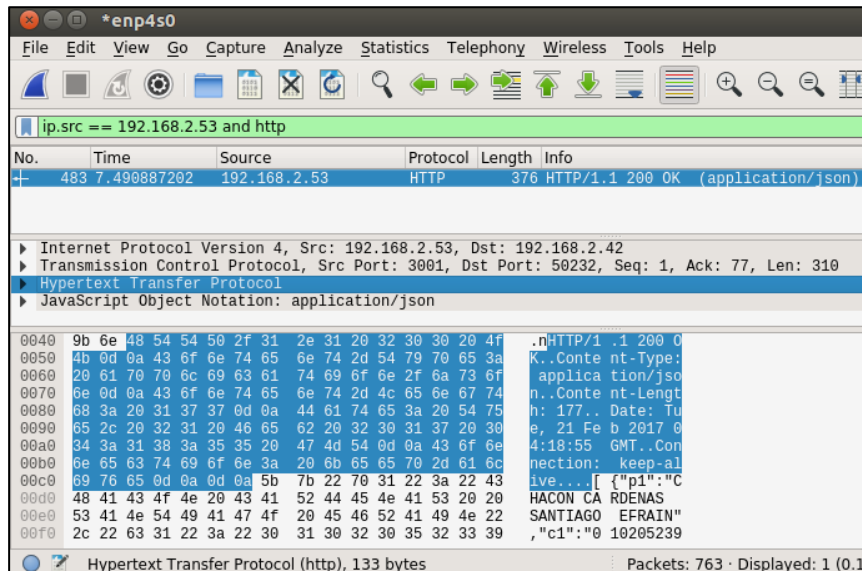 *enp4s0
File Edit View Go Capture Analyze Statistics Telephony Wireless Tools Help
ip.src == 192.168.2.53 and http
No. Time Source Protocol Length Info
483 7.490887202 192.168.2.53 HTTP 376 HTTP/1.1 200 OK (application/json)
Internet Protocol Version 4, Src: 192.168.2.53, Dst: 192.168.2.42
Transmission Control Protocol, Src Port: 3001, Dst Port: 50232, Seq: 1, Ack: 77, Len: 310
Hypertext Transfer Protocol
JavaScript Object Notation: application/json
0040 9b 6e 48 54 54 50 2f 31 2e 31 20 32 30 30 20 4f .nHTTP/1 .1 200 O
0050 4b 0d 0a 43 6f 6e 74 65 6e 74 2d 54 79 70 65 3a K..Conte nt-Type:
0060 20 61 70 70 6c 69 63 61 74 69 6f 6e 2f 6a 73 6f applica tion/jso
0070 6e 0d 0a 43 6f 6e 74 65 6e 74 2d 4c 65 6e 67 74 n..Conte nt-Lengt
0080 68 3a 20 31 37 37 0d 0a 44 61 74 65 3a 20 54 75 h: 177.. Date: Tu
0090 65 2c 20 32 31 20 46 65 62 20 32 30 31 37 20 30 e, 21 Fe b 2017 0
00a0 34 3a 31 38 3a 35 35 20 47 4d 54 0d 0a 43 6f 6e 4:18:55 GMT..Con
00b0 6e 65 63 74 69 6f 6e 3a 20 6b 65 65 70 2d 61 6c nection: keep-al
00c0 69 76 65 0d 0a 0d 0a 5b 7b 22 70 31 22 3a 22 43 ive....[ {"p1":"C
00d0 48 41 43 4f 4e 20 43 41 52 44 45 4e 41 53 20 20 HACON CA RDENAS
00e0 53 41 4e 54 49 41 47 4f 20 45 46 52 41 49 4e 22 SANTIAGO EFRAIN"
00f0 2c 22 63 31 22 3a 22 30 31 30 32 30 35 32 33 39 ,"c1":"0 10205239
Hypertext Transfer Protocol (http), 133 bytes Packets: 763 · Displayed: 1 (0.1